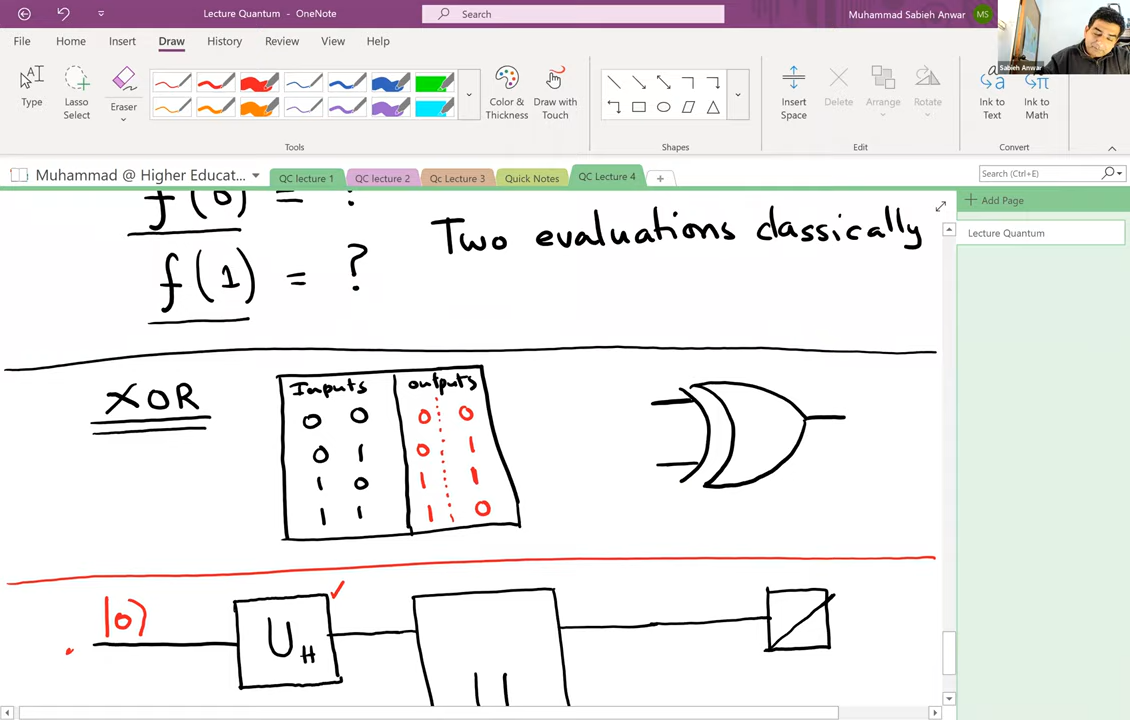 Lecture Quantum - OneNote
Search
Muhammad Sabieh Anwar
MS
Sabieh Anwar
File Home Insert Draw History Review View Help
Type
Lasso Select
Eraser
Color & Thickness
Draw with Touch
Insert Space
Delete
Arrange
Rotate
Ink to Text
Ink to Math
Tools
Shapes
Edit
Convert
Muhammad @ Higher Educat...
QC lecture 1
QC lecture 2
Qc Lecture 3
Quick Notes
QC Lecture 4
Search (Ctrl+E)
Add Page
Lecture Quantum
f(0) = ?
Two evaluations classically
f(1) = ?
XOR
Inputs outputs
0 0 0 0
0 1 0 1
1 0 1 1
1 1 1 0
|0⟩
U_H
U